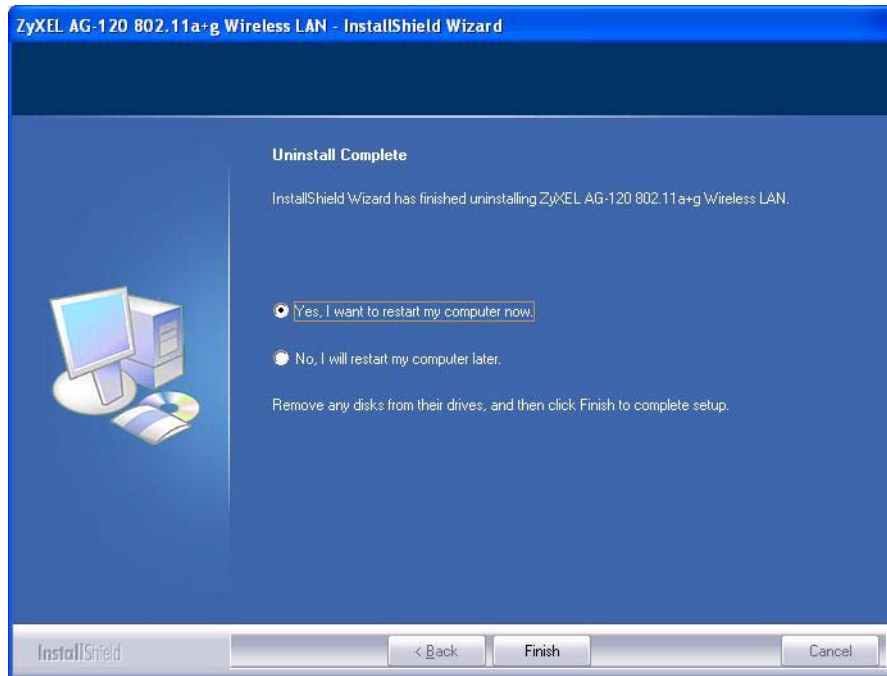 ZyXEL AG-120 802.11a+g Wireless LAN - InstallShield Wizard
Uninstall Complete
InstallShield Wizard has finished uninstalling ZyXEL AG-120 802.11a+g Wireless LAN.
Yes, I want to restart my computer now.
No, I will restart my computer later.
Remove any disks from their drives, and then click Finish to complete setup.
InstallShield
< Back
Finish
Cancel